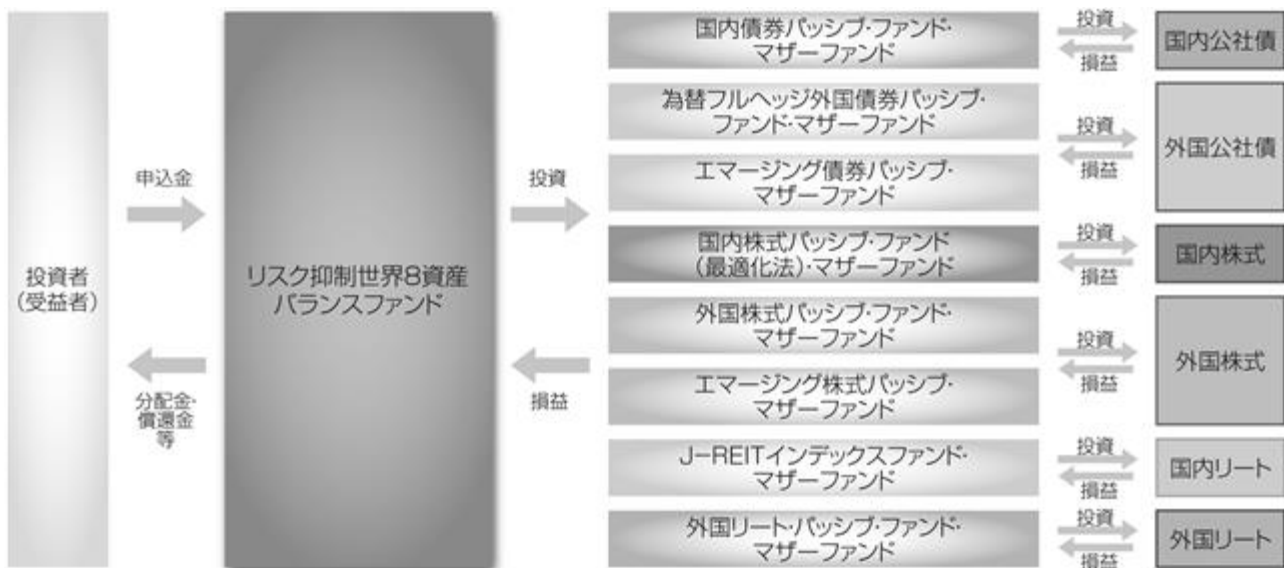 投資者
(受益者)
申込金
分配金・
償還金
等
リスク抑制世界8資産
バランスファンド
投資
損益
国内債券パッシブ・ファンド・
マザーファンド
投資
損益
国内公社債
為替フルヘッジ外国債券パッシブ・
ファンド・マザーファンド
エマージング債券パッシブ・
マザーファンド
投資
損益
外国公社債
国内株式パッシブ・ファンド
(最適化法)・マザーファンド
投資
損益
国内株式
外国株式パッシブ・ファンド・
マザーファンド
エマージング株式パッシブ・
マザーファンド
投資
損益
外国株式
J-REITインデックスファンド・
マザーファンド
投資
損益
国内リート
外国リート・パッシブ・ファンド・
マザーファンド
投資
損益
外国リート